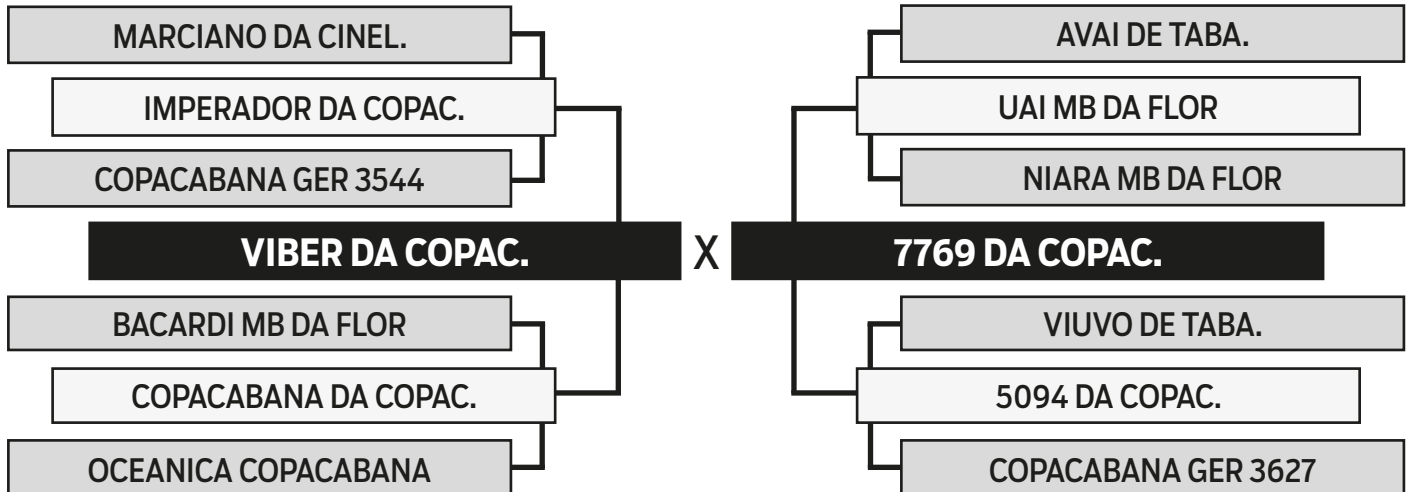 MARCIANO DA CINEL.
IMPERADOR DA COPAC.
COPACABANA GER 3544
VIBER DA COPAC.
BACARDI MB DA FLOR
COPACABANA DA COPAC.
OCEANICA COPACABANA
X
AVAI DE TABA.
UAI MB DA FLOR
NIARA MB DA FLOR
7769 DA COPAC.
VIUVO DE TABA.
5094 DA COPAC.
COPACABANA GER 3627